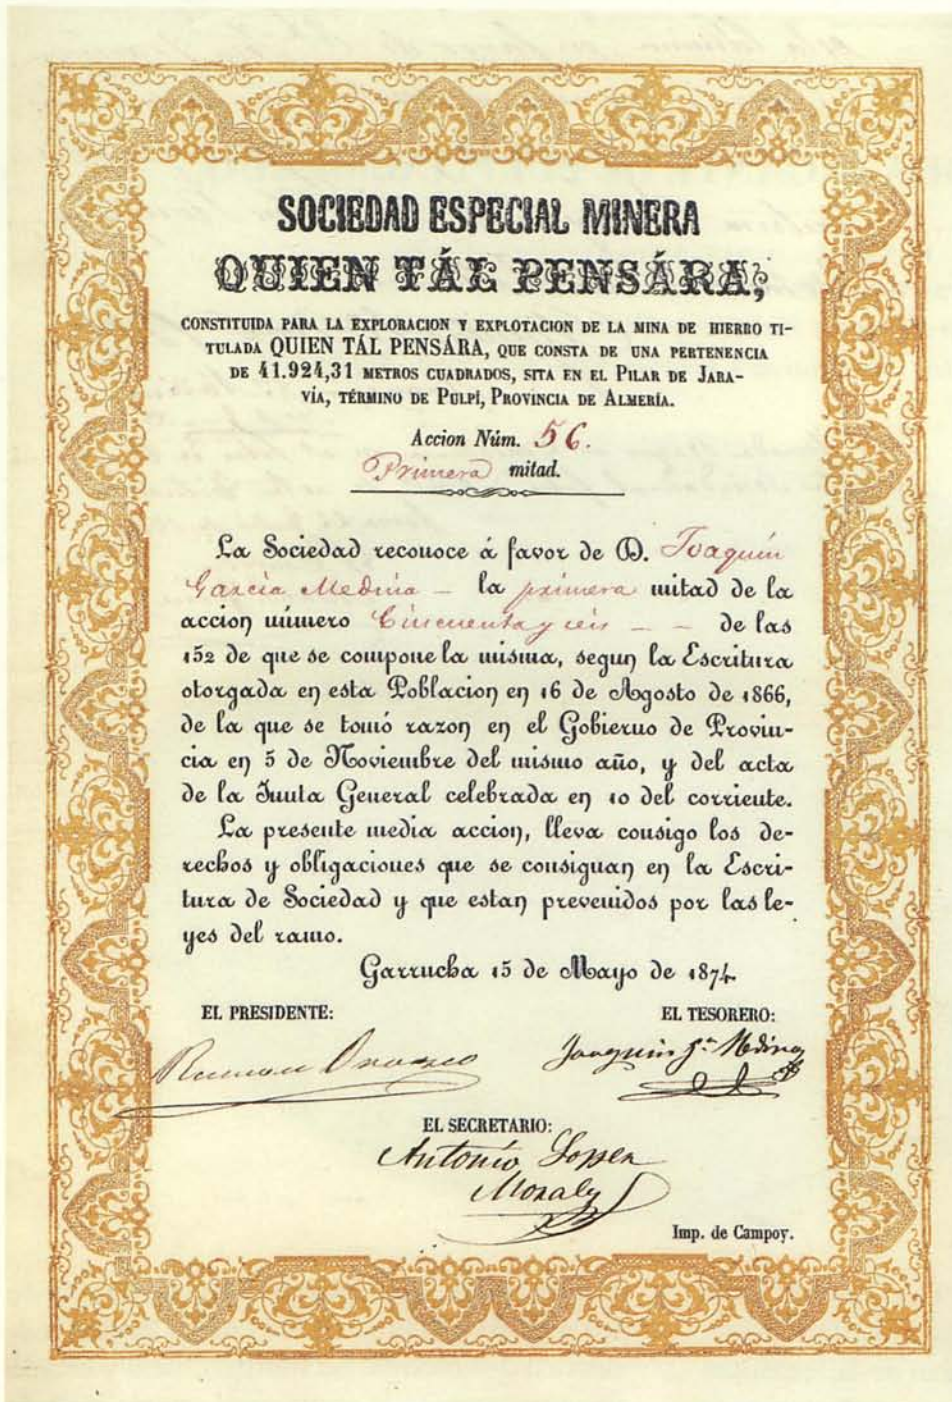 SOCIEDAD ESPECIAL MINERA
QUIEN TÁL PENSÁRA,
CONSTITUIDA PARA LA EXPLORACION Y EXPLOTACION DE LA MINA DE HIERRO TI-
TULADA QUIEN TÁL PENSÁRA, QUE CONSTA DE UNA PERTENENCIA
DE 41.924,31 METROS CUADRADOS, SITA EN EL PILAR DE JARA-
VÍA, TÉRMINO DE PULPÍ, PROVINCIA DE ALMERÍA.
Accion Núm. 56.
Primera mitad.
La Sociedad reconoce á favor de D. Joaquin
Garcia Medina — la primera mitad de la
accion número Cincuenta y seis — — de las
152 de que se compone la misma, segun la Escritura
otorgada en esta Poblacion en 16 de Agosto de 1866,
de la que se tomó razon en el Gobierno de Provin-
cia en 5 de Noviembre del mismo año, y del acta
de la Junta General celebrada en 10 del corriente.
La presente media accion, lleva consigo los de-
rechos y obligaciones que se consignan en la Escri-
tura de Sociedad y que estan prevenidos por las le-
yes del ramo.
Garrucha 15 de Mayo de 1874
EL PRESIDENTE:
EL TESORERO:
Ramon Orozco
Joaquin Ga. Medina
EL SECRETARIO:
Antonio Lopez
Morales
Imp. de Campoy.